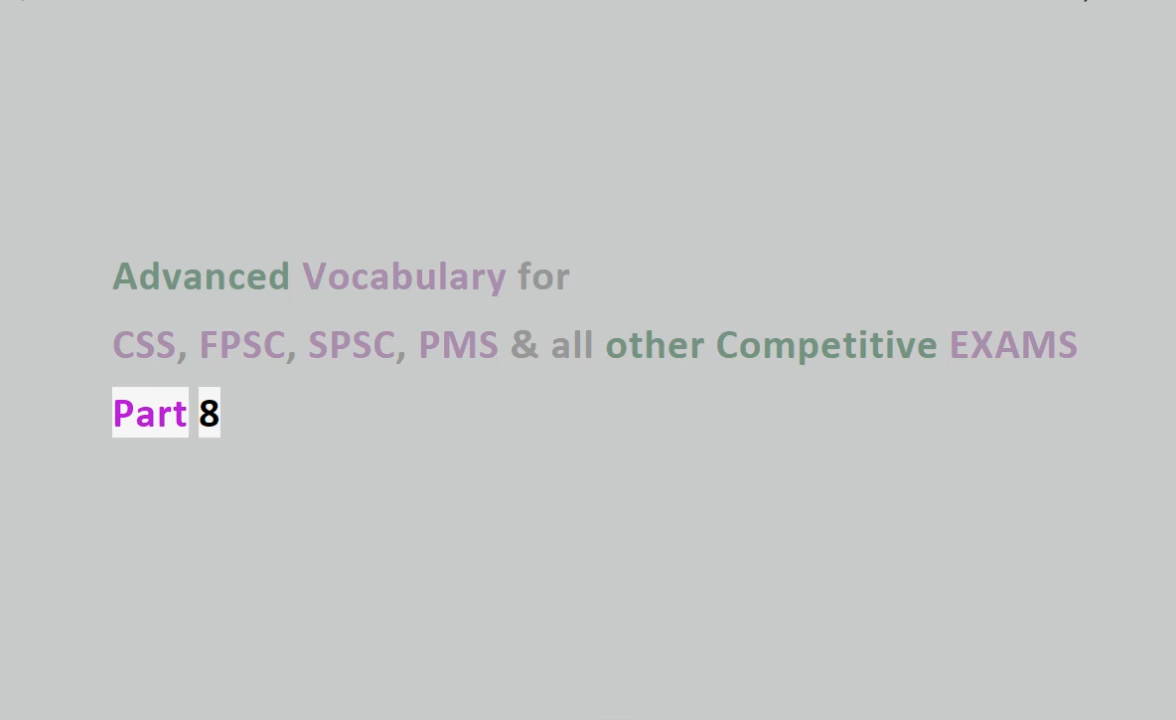 Advanced Vocabulary for
CSS, FPSC, SPSC, PMS & all other Competitive EXAMS
Part 8